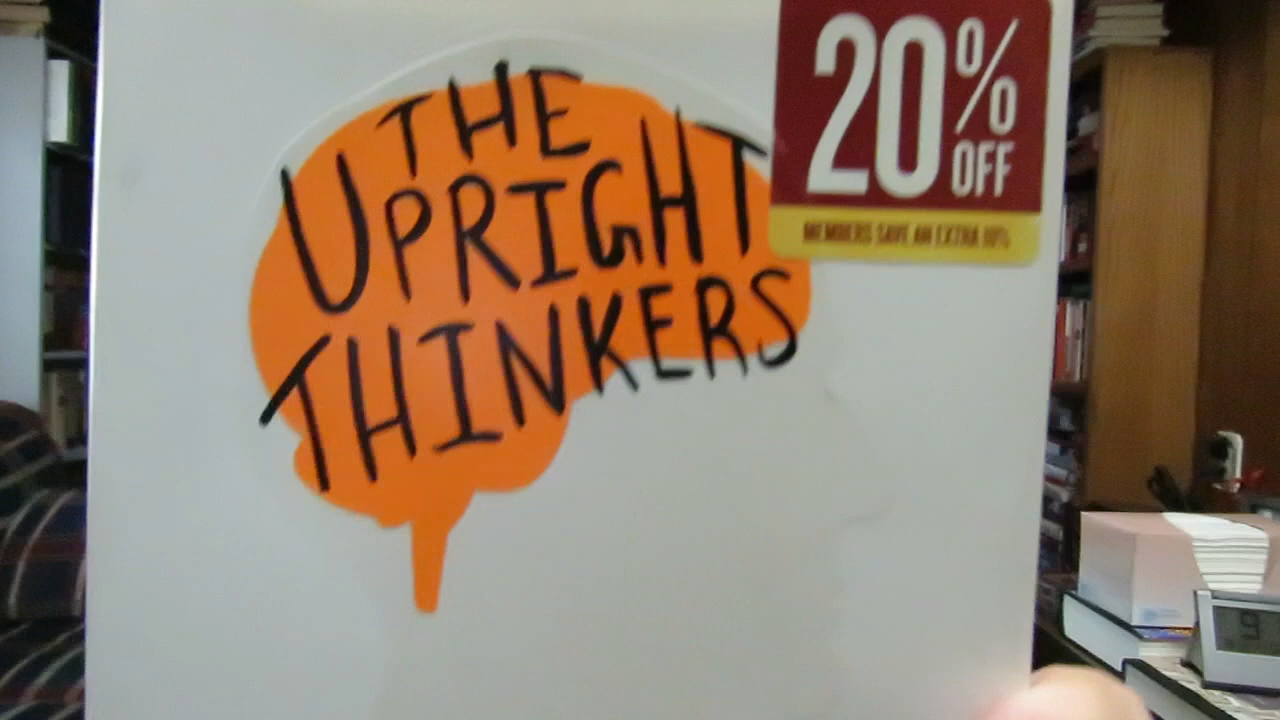 THE
UPRIGHT
THINKERS
20%
OFF
MEMBERS SAVE AN EXTRA 10%